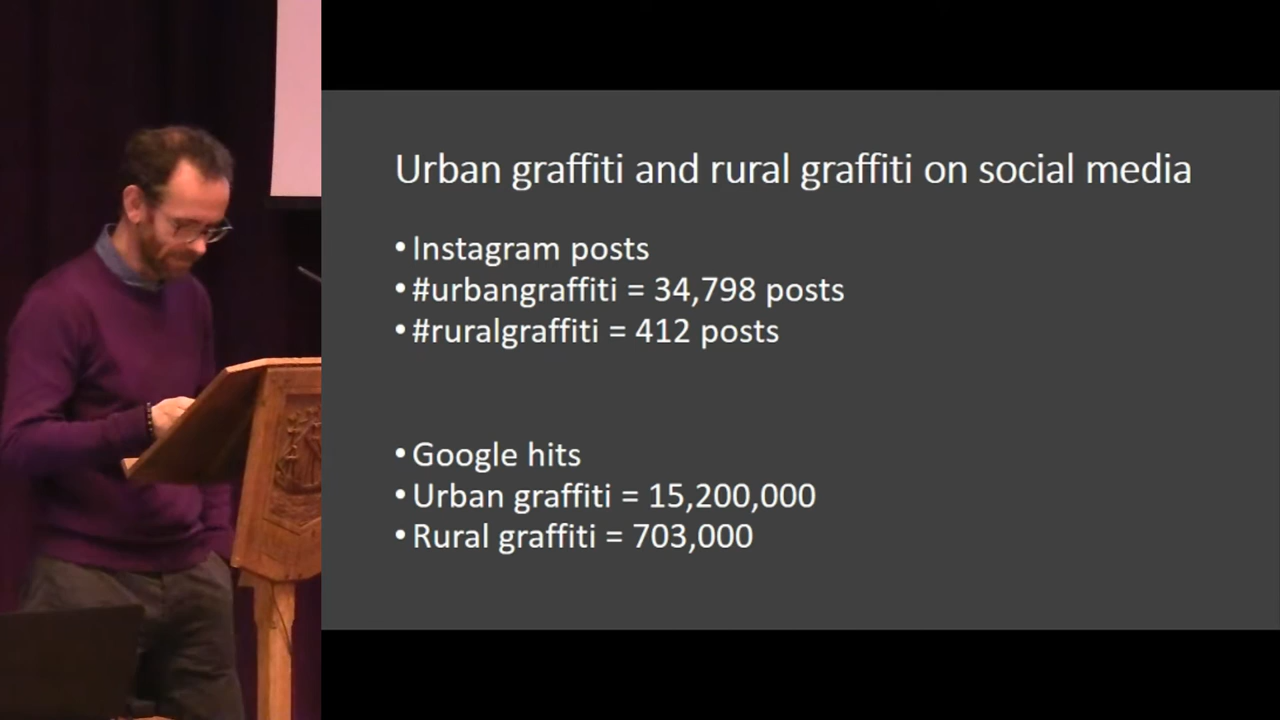 Urban graffiti and rural graffiti on social media
• Instagram posts
• #urbangraffiti = 34,798 posts
• #ruralgraffiti = 412 posts
• Google hits
• Urban graffiti = 15,200,000
• Rural graffiti = 703,000